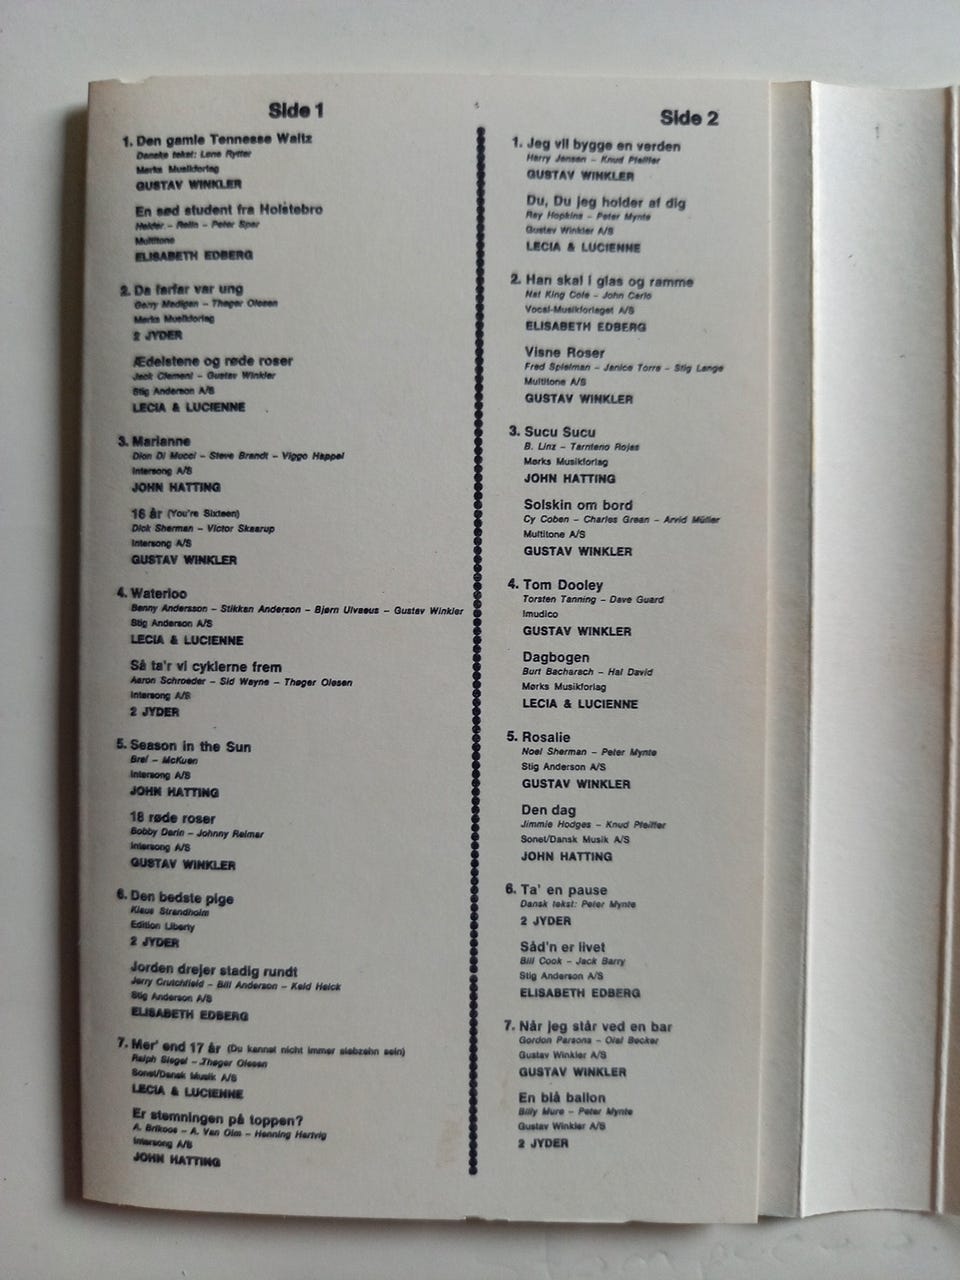 Side 1
1. Den gamle Tennesse Waltz
Danske tekst: Lene Rytter
Mørks Musikforlag
GUSTAV WINKLER
En sød student fra Holstebro
Helder – Relin – Peter Spar
Multitone
ELISABETH EDBERG
2. Da farfar var ung
Gerry Madigan – Thøger Olesen
Mørks Musikforlag
2 JYDER
Ædelstene og røde roser
Jack Clement – Gustav Winkler
Stig Anderson A/S
LECIA & LUCIENNE
3. Marianne
Dion Di Mucci – Steve Brandt – Viggo Happel
Intersong A/S
JOHN HATTING
16 år (You're Sixteen)
Dick Sherman – Victor Skaarup
Intersong A/S
GUSTAV WINKLER
4. Waterloo
Benny Andersson – Stikkan Anderson – Bjørn Ulvaeus – Gustav Winkler
Stig Anderson A/S
LECIA & LUCIENNE
Så ta'r vi cyklerne frem
Aaron Schroeder – Sid Wayne – Thøger Olesen
Intersong A/S
2 JYDER
5. Season in the Sun
Brel – McKuen
Intersong A/S
JOHN HATTING
18 røde roser
Bobby Darin – Johnny Reimar
Intersong A/S
GUSTAV WINKLER
6. Den bedste pige
Klaus Strandholm
Edition Liberty
2 JYDER
Jorden drejer stadig rundt
Jerry Crutchfield – Bill Anderson – Keld Heick
Stig Anderson A/S
ELISABETH EDBERG
7. Mer' end 17 år (Du kannst nicht immer siebzehn sein)
Ralph Siegel – Thøger Olesen
Sonet/Dansk Musik A/S
LECIA & LUCIENNE
Er stemningen på toppen?
A. Brikoos – A. Van Olm – Henning Hartvig
Intersong A/S
JOHN HATTING
Side 2
1. Jeg vil bygge en verden
Harry Jensen – Knud Pfeiffer
GUSTAV WINKLER
Du, Du jeg holder af dig
Ray Hopkins – Peter Mynte
Gustav Winkler A/S
LECIA & LUCIENNE
2. Han skal i glas og ramme
Nat King Cole – John Carlo
Vocal-Musikforlaget A/S
ELISABETH EDBERG
Visne Roser
Fred Spielman – Janice Torre – Stig Lange
Multitone A/S
GUSTAV WINKLER
3. Sucu Sucu
B. Linz – Tarnteno Rojas
Mørks Musikforlag
JOHN HATTING
Solskin om bord
Cy Coben – Charles Grean – Arvid Müller
Multitone A/S
GUSTAV WINKLER
4. Tom Dooley
Torsten Tanning – Dave Guard
Imudico
GUSTAV WINKLER
Dagbogen
Burt Bacharach – Hal David
Mørks Musikforlag
LECIA & LUCIENNE
5. Rosalie
Noel Sherman – Peter Mynte
Stig Anderson A/S
GUSTAV WINKLER
Den dag
Jimmie Hodges – Knud Pfeiffer
Sonet/Dansk Musik A/S
JOHN HATTING
6. Ta' en pause
Dansk tekst: Peter Mynte
2 JYDER
Såd'n er livet
Bill Cook – Jack Barry
Stig Anderson A/S
ELISABETH EDBERG
7. Når jeg står ved en bar
Gordon Parsons – Olaf Becker
Gustav Winkler A/S
GUSTAV WINKLER
En blå ballon
Billy Mure – Peter Mynte
Gustav Winkler A/S
2 JYDER